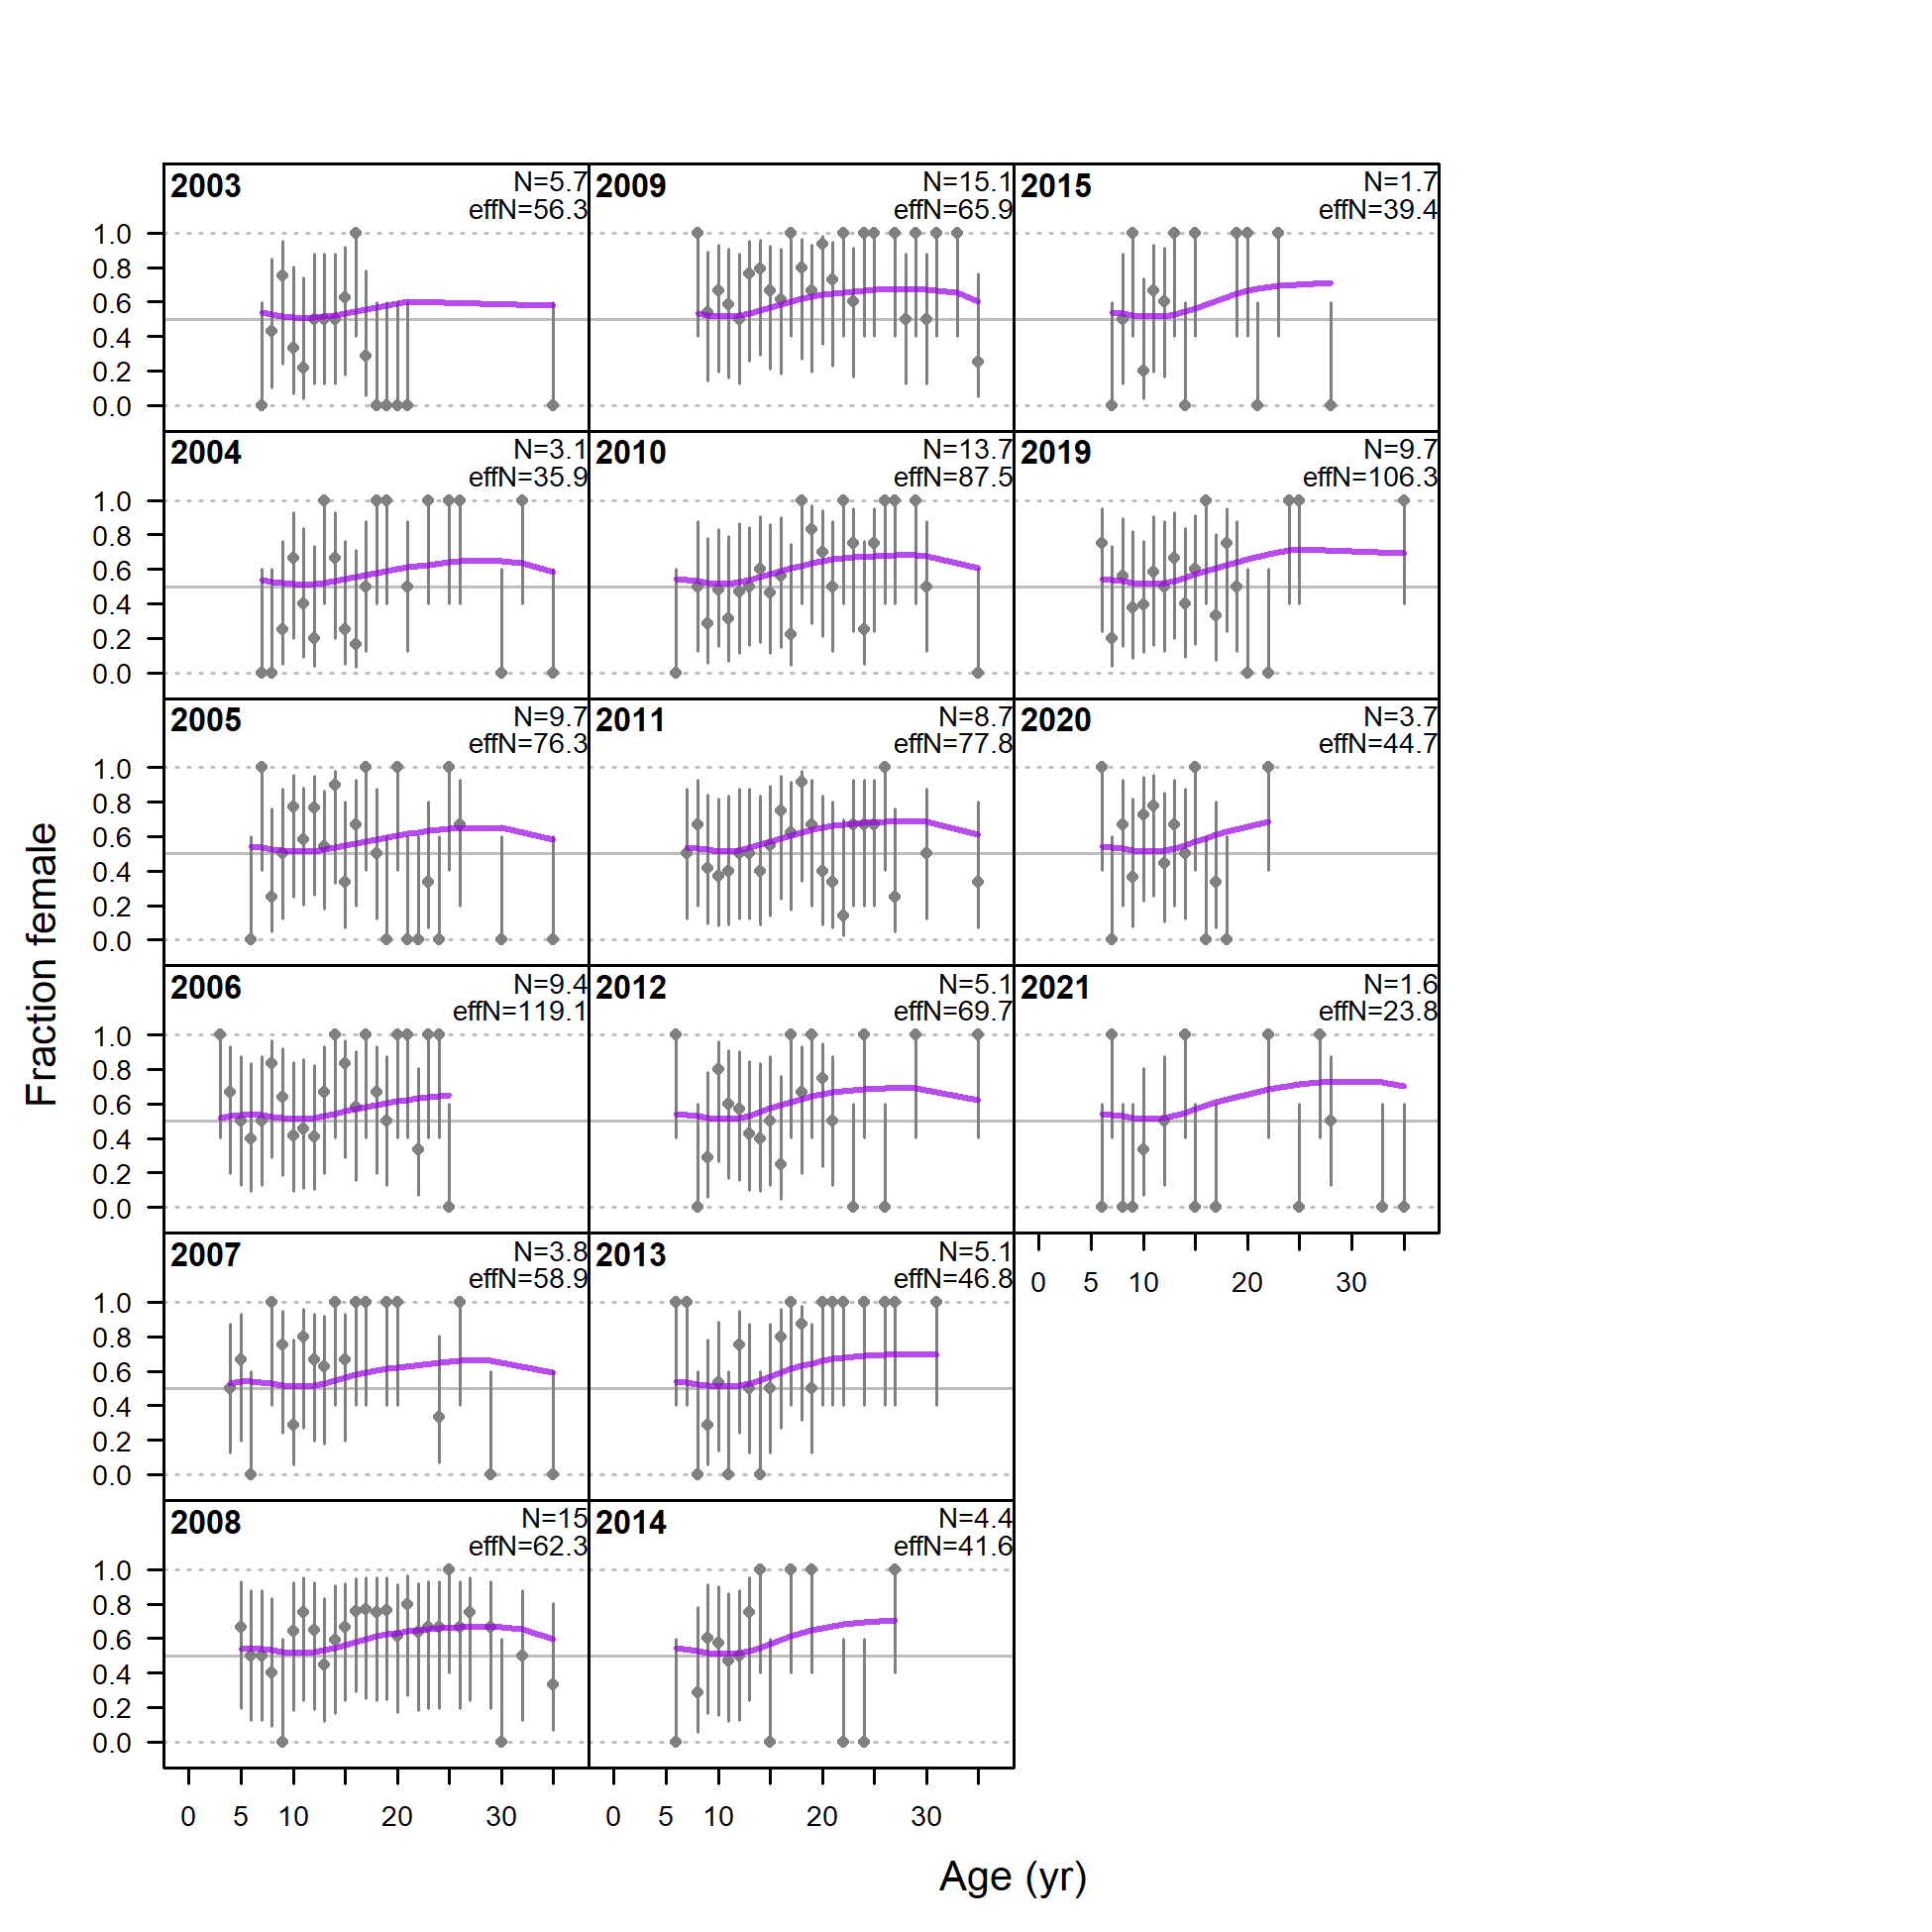 2003
N=5.7
effN=56.3
2009
N=15.1
effN=65.9
2015
N=1.7
effN=39.4
1.0
0.8
0.6
0.4
0.2
0.0
2004
N=3.1
effN=35.9
2010
N=13.7
effN=87.5
2019
N=9.7
effN=106.3
1.0
0.8
0.6
0.4
0.2
0.0
2005
N=9.7
effN=76.3
2011
N=8.7
effN=77.8
2020
N=3.7
effN=44.7
1.0
0.8
0.6
0.4
0.2
0.0
2006
N=9.4
effN=119.1
2012
N=5.1
effN=69.7
2021
N=1.6
effN=23.8
1.0
0.8
0.6
0.4
0.2
0.0
2007
N=3.8
effN=58.9
2013
N=5.1
effN=46.8
0 5 10 20 30
1.0
0.8
0.6
0.4
0.2
0.0
2008
N=15
effN=62.3
2014
N=4.4
effN=41.6
1.0
0.8
0.6
0.4
0.2
0.0
0 5 10 20 30
0 5 10 20 30
Fraction female
Age (yr)